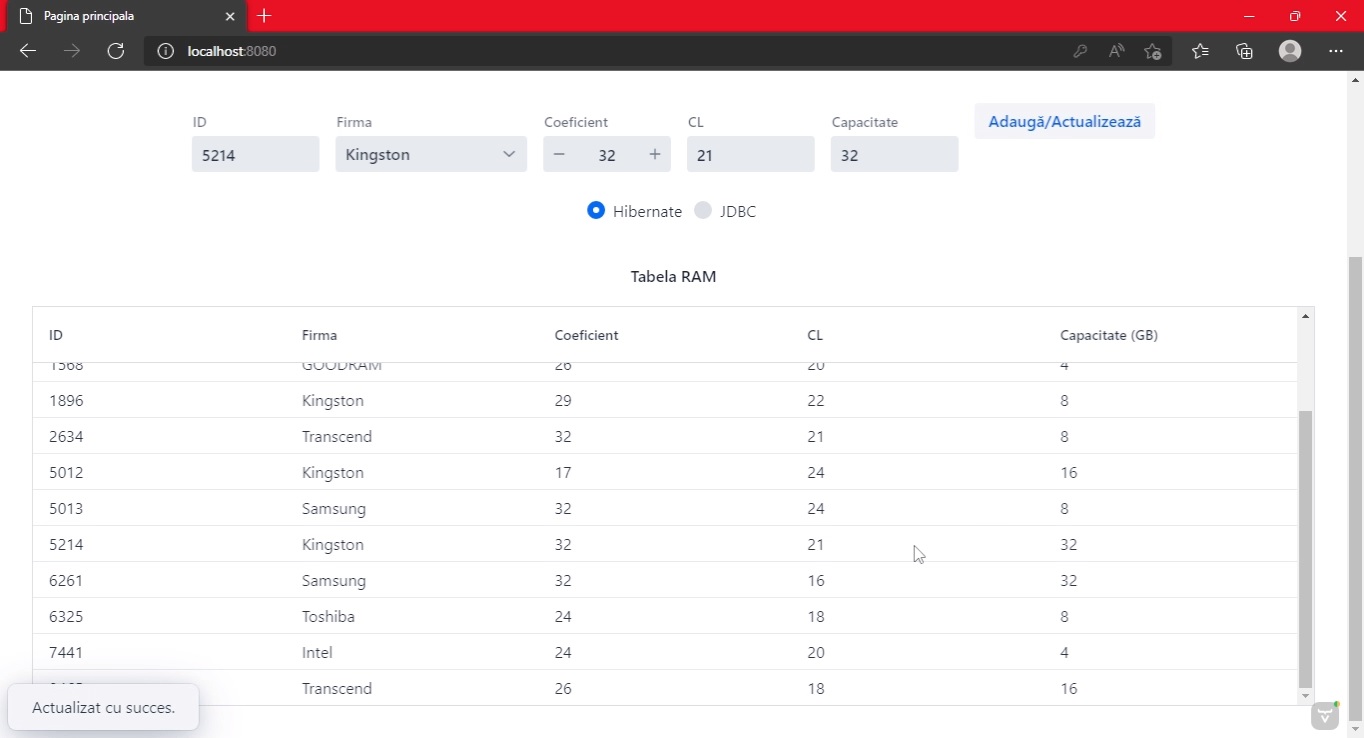 Pagina principala
localhost:8080
ID Firma Coeficient CL Capacitate Adaugă/Actualizează
5214 Kingston 32 21 32
Hibernate JDBC
Tabela RAM
ID Firma Coeficient CL Capacitate (GB)
1568 GOODRAM 26 20 4
1896 Kingston 29 22 8
2634 Transcend 32 21 8
5012 Kingston 17 24 16
5013 Samsung 32 24 8
5214 Kingston 32 21 32
6261 Samsung 32 16 32
6325 Toshiba 24 18 8
7441 Intel 24 20 4
Transcend 26 18 16
Actualizat cu succes.